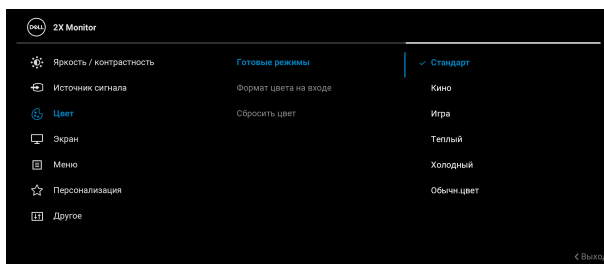 DELL 2X Monitor
Яркость / контрастность
Источник сигнала
Цвет
Экран
Меню
Персонализация
Другое
Готовые режимы
Формат цвета на входе
Сбросить цвет
Стандарт
Кино
Игра
Теплый
Холодный
Обычн.цвет
Выход